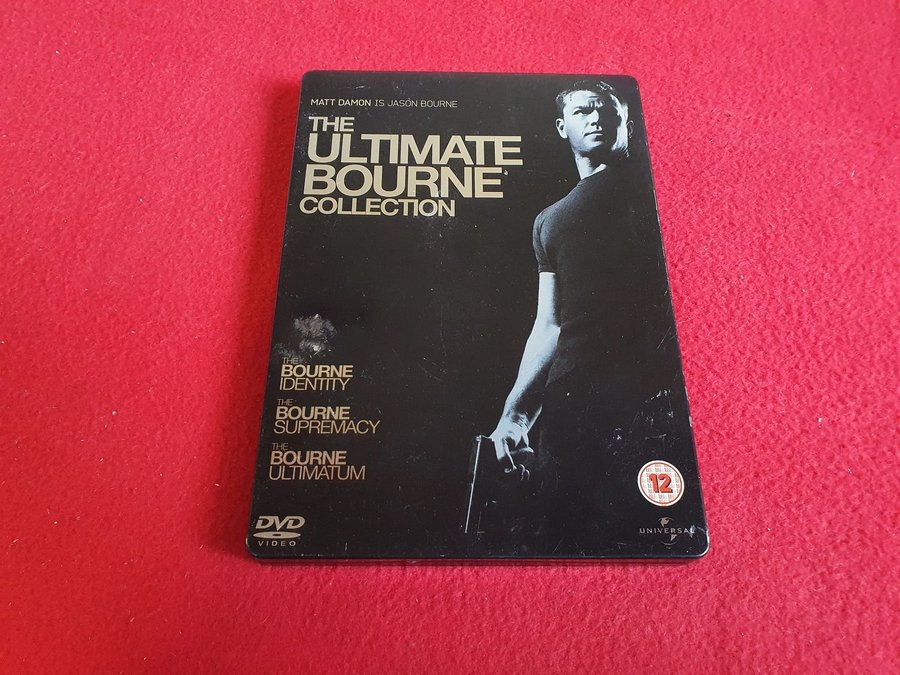 MATT DAMON IS JASON BOURNE
THE
ULTIMATE
BOURNE
COLLECTION
THE
BOURNE
IDENTITY
THE
BOURNE
SUPREMACY
THE
BOURNE
ULTIMATUM
12
DVD
VIDEO
UNIVERSAL